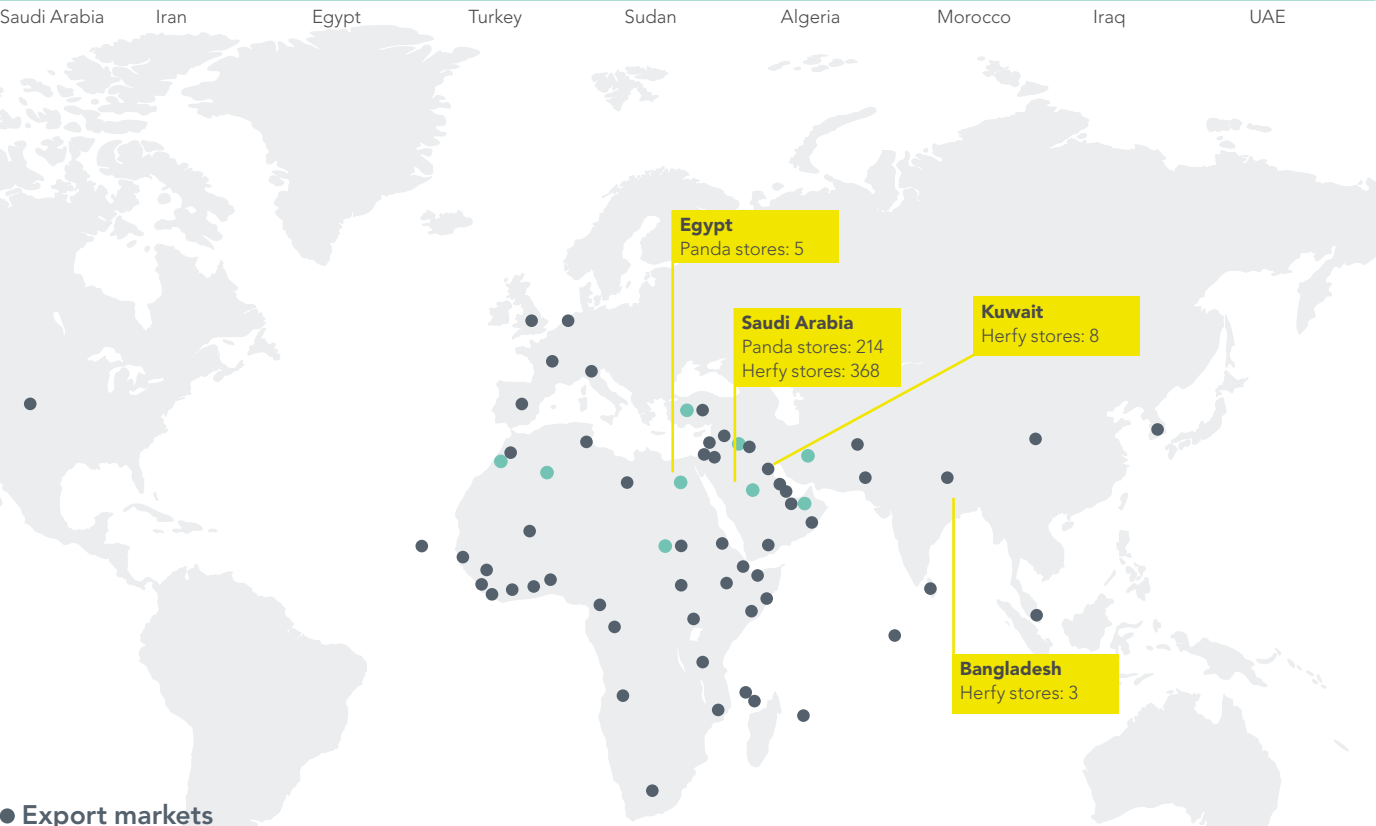 Saudi Arabia Iran Egypt Turkey Sudan Algeria Morocco Iraq UAE
Egypt
Panda stores: 5
Saudi Arabia
Panda stores: 214
Herfy stores: 368
Kuwait
Herfy stores: 8
Bangladesh
Herfy stores: 3
Export markets